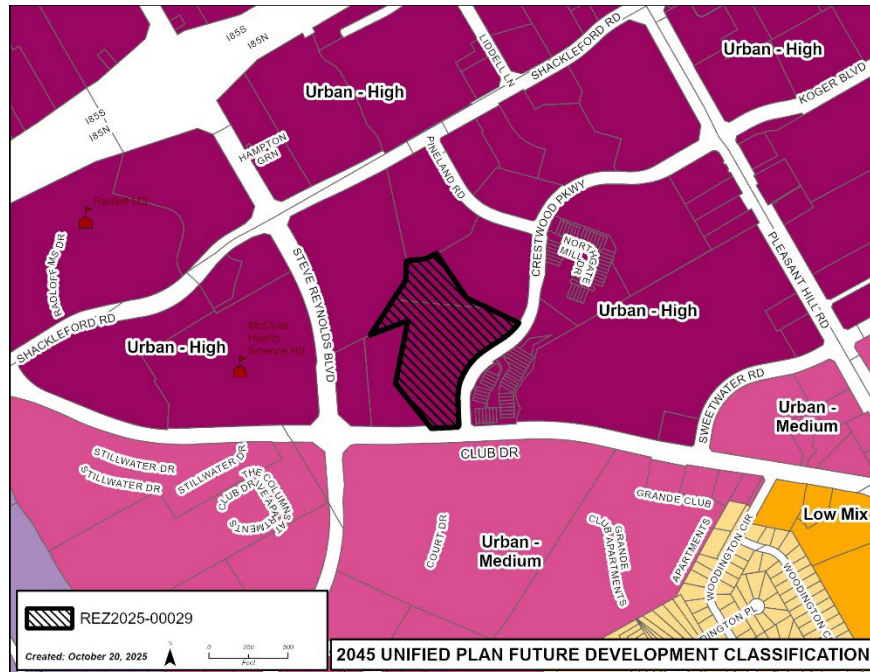 I85S
I85N
LIDDELL LN
SHACKLEFORD RD
Urban - High
Urban - High
KOGER BLVD
I85S
I85N
HAMPTON
GRN
PINELAND RD
CRESTWOOD PKWY
Radloff MS
RADLOFF MS DR
STEVE REYNOLDS BLVD
NORTHGATE
MILL DR
PLEASANT HILL RD
Urban - High
SHACKLEFORD RD
Urban - High
McClure
Health
Science HS
SWEETWATER RD
Urban -
Medium
CLUB DR
STILLWATER DR
STILLWATER DR
STILLWATER DR
CLUB DR
THE COLUMNS AT
APARTMENTS
GRANDE CLUB
APARTMENTS
COURT DR
GRANDE
CLUB APARTMENTS
Urban -
Medium
WOODINGTON CIR
Low Mix
REZ2025-00029
Created: October 20, 2025
N
Feet
2045 UNIFIED PLAN FUTURE DEVELOPMENT CLASSIFICATION